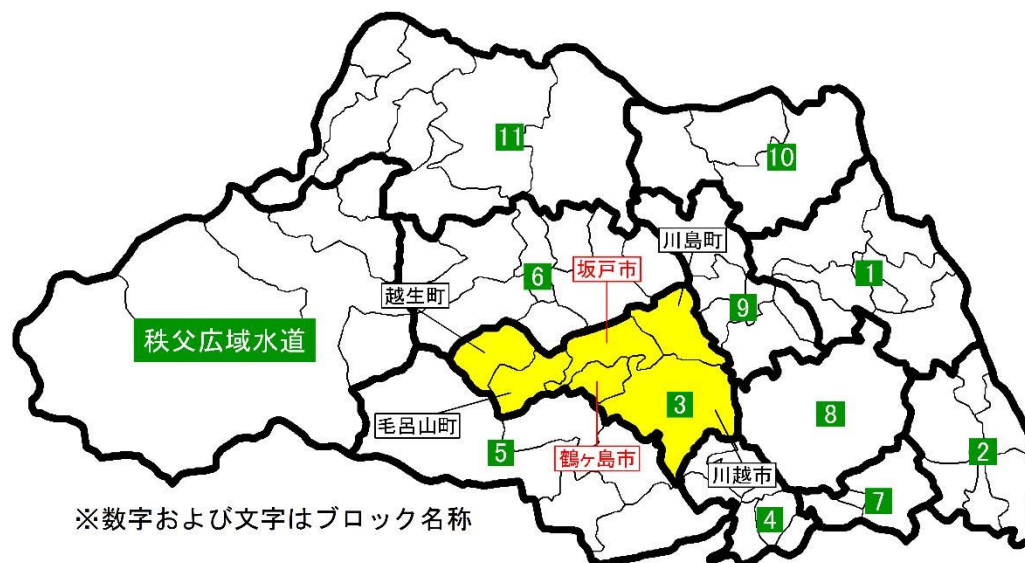 11
10
川島町
1
6
坂戸市
越生町
9
秩父広域水道
3
8
毛呂山町
5
鶴ヶ島市
川越市
2
7
4
※数字および文字はブロック名称